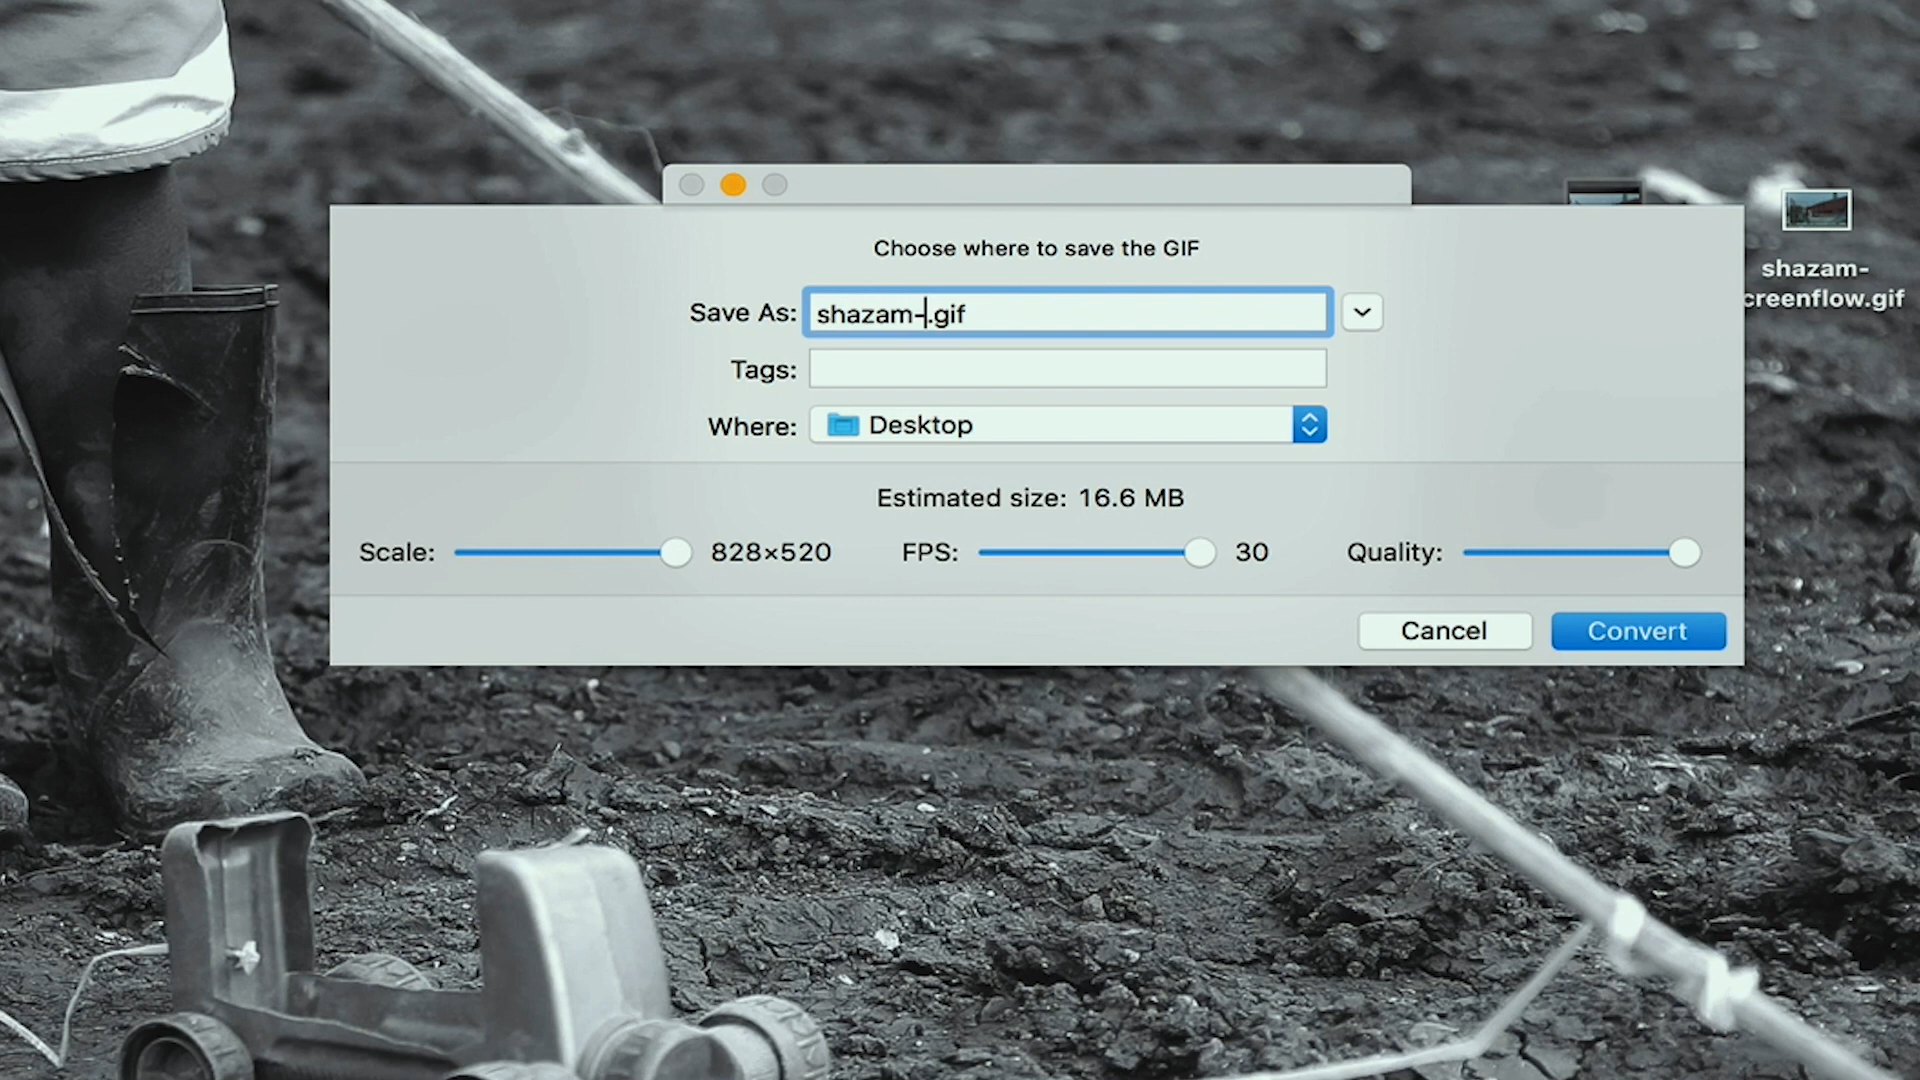 Choose where to save the GIF
Save As: shazam-.gif
Tags:
Where: Desktop
Estimated size: 16.6 MB
Scale: 828×520 FPS: 30 Quality:
Cancel Convert
shazam-
creenflow.gif